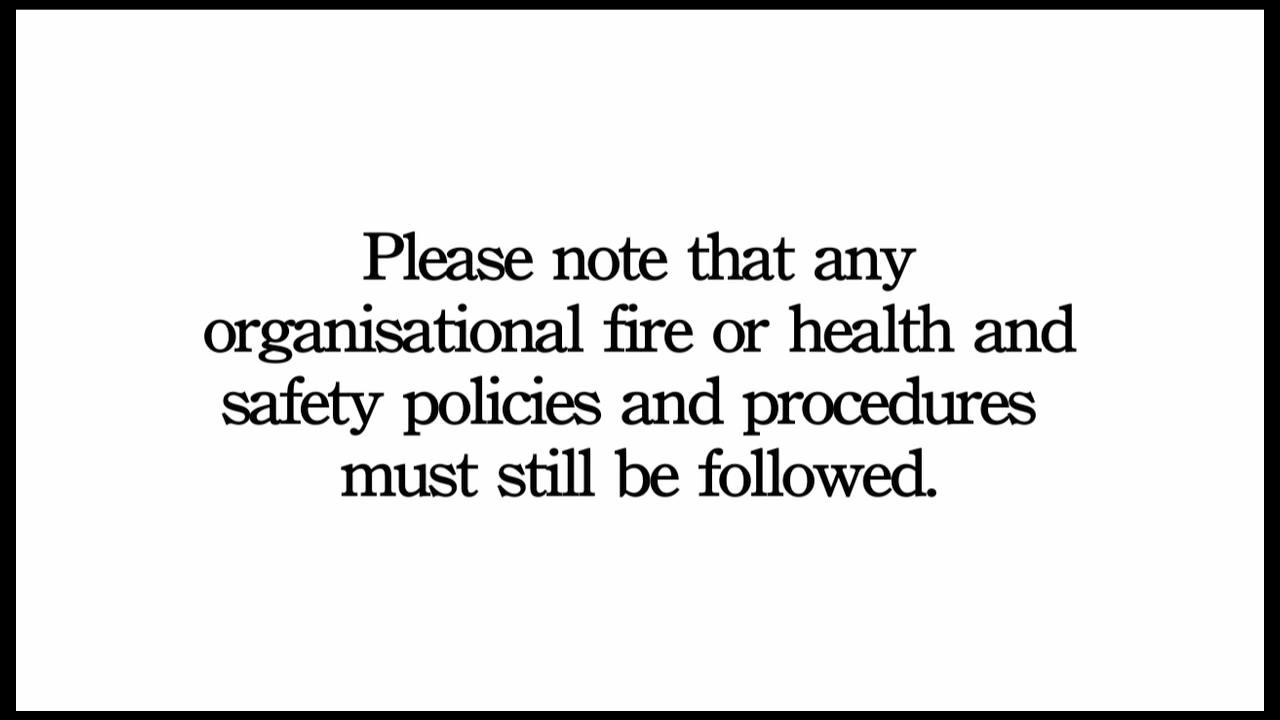 Please note that any
organisational fire or health and
safety policies and procedures
must still be followed.